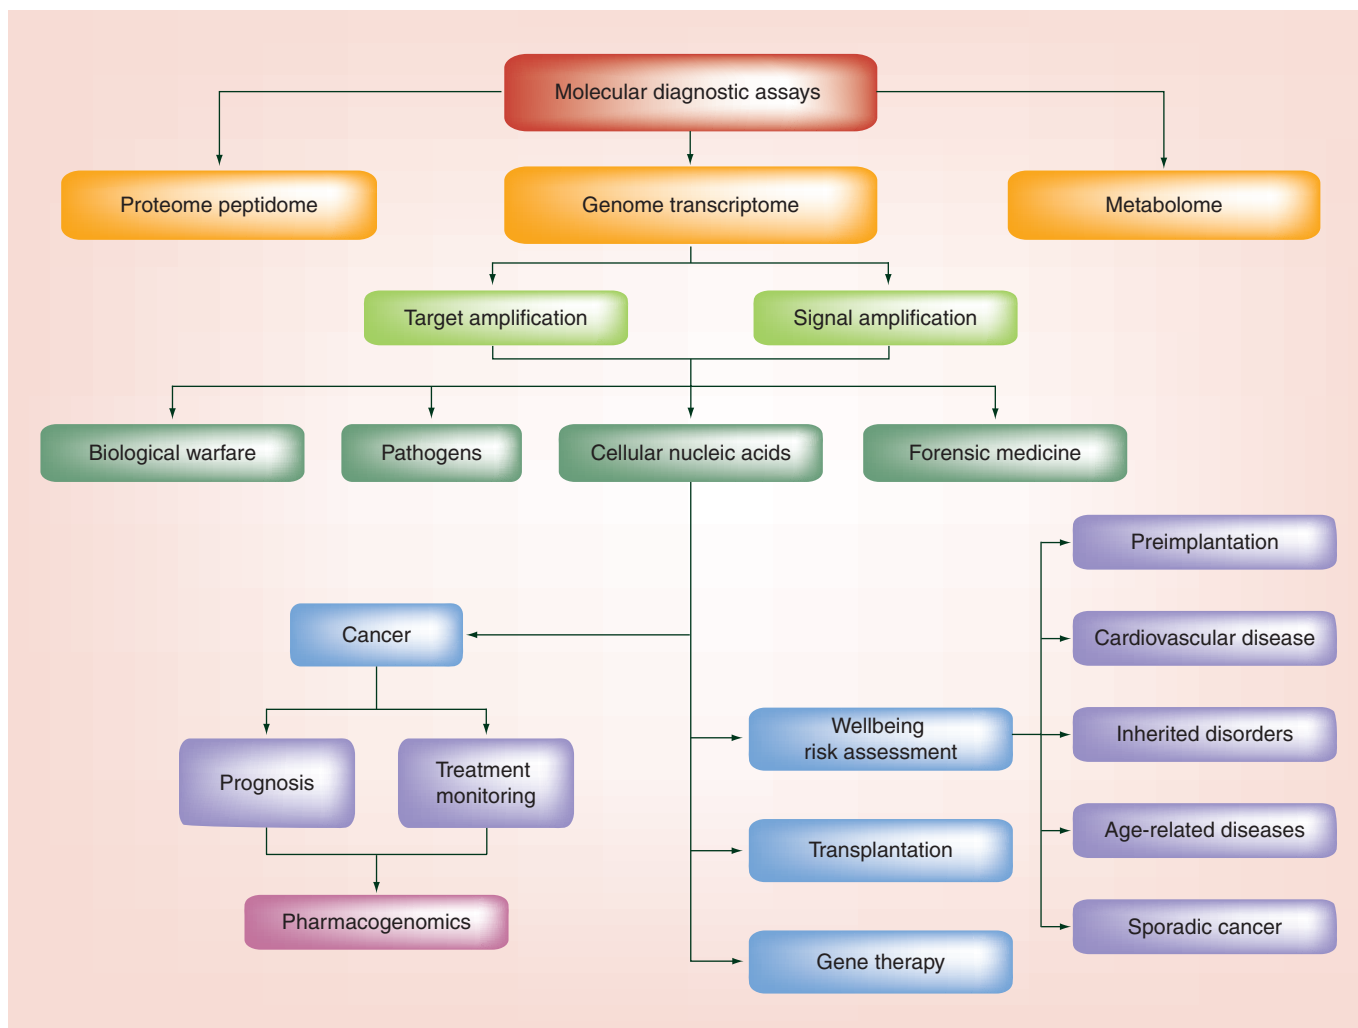 Molecular diagnostic assays
Proteome peptidome
Genome transcriptome
Metabolome
Target amplification
Signal amplification
Biological warfare
Pathogens
Cellular nucleic acids
Forensic medicine
Preimplantation
Cancer
Cardiovascular disease
Wellbeing
risk assessment
Inherited disorders
Prognosis
Treatment
monitoring
Transplantation
Age-related diseases
Pharmacogenomics
Sporadic cancer
Gene therapy